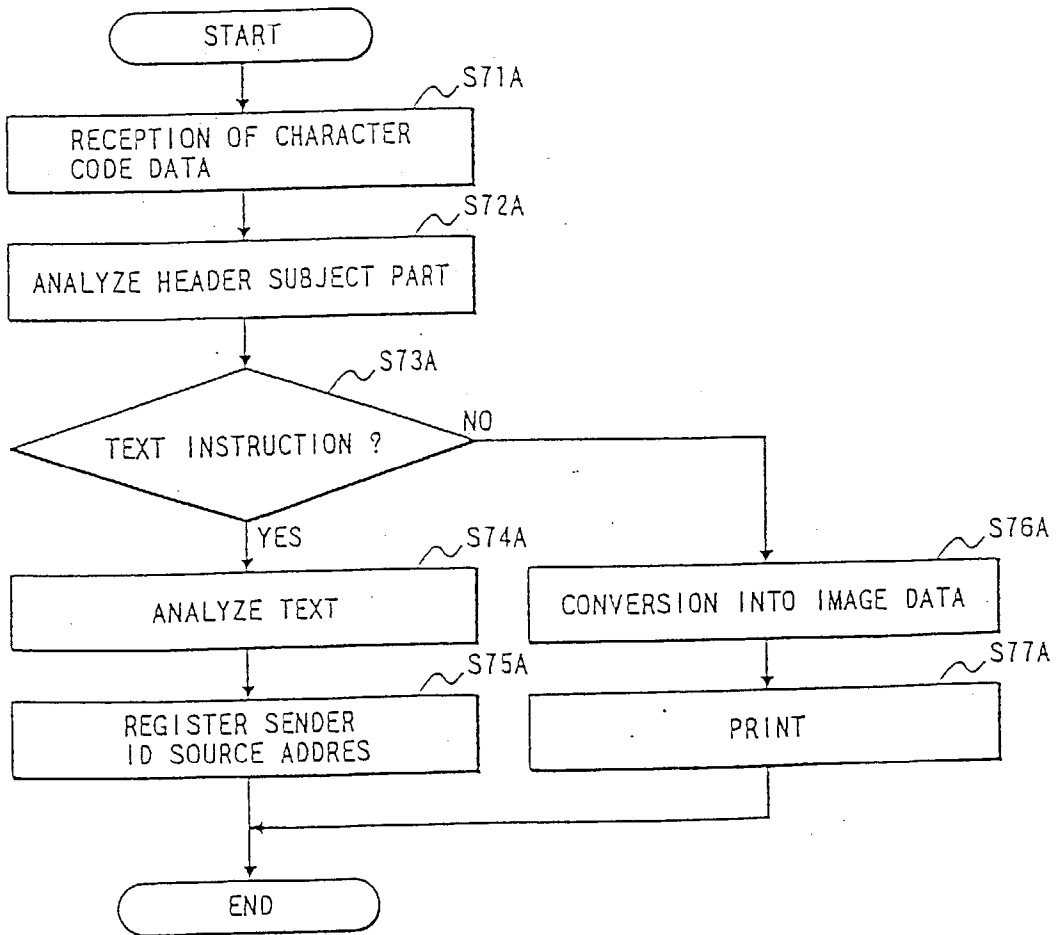 START
S71A
RECEPTION OF CHARACTER
CODE DATA
S72A
ANALYZE HEADER SUBJECT PART
S73A
TEXT INSTRUCTION ?
NO
YES
S74A
ANALYZE TEXT
S75A
REGISTER SENDER
ID SOURCE ADDRES
S76A
CONVERSION INTO IMAGE DATA
S77A
PRINT
END